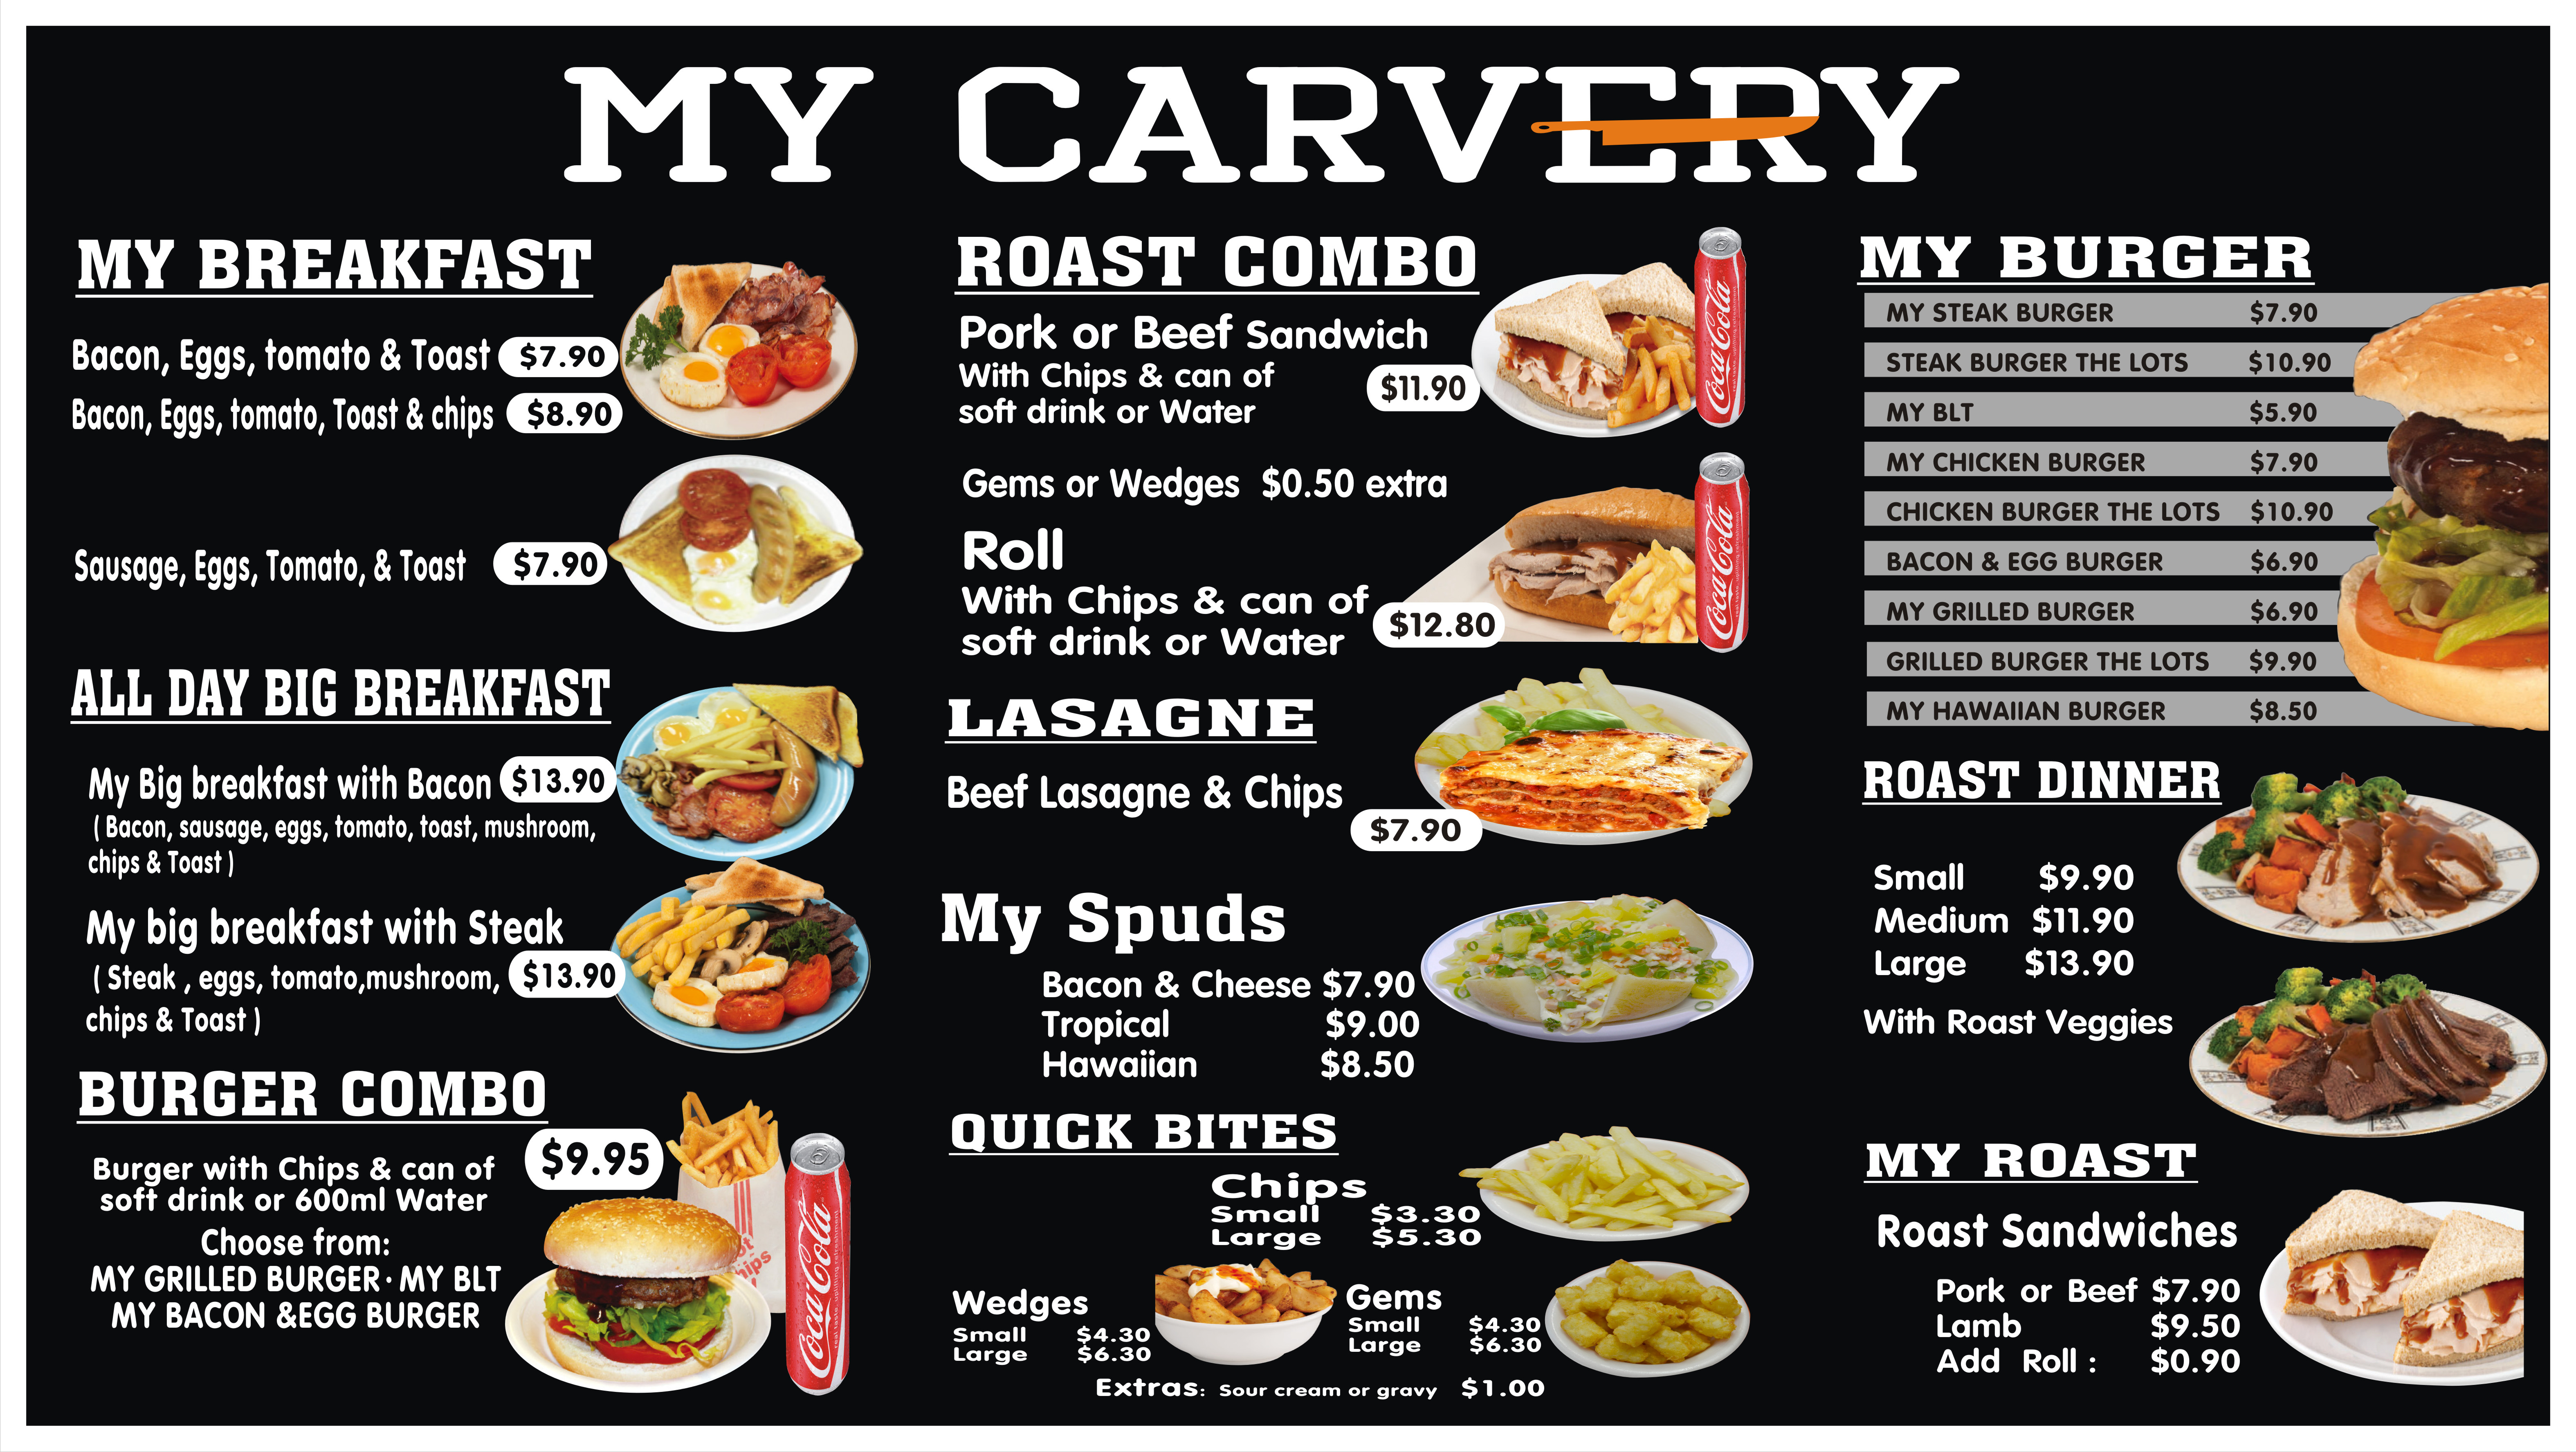 MY CARVERY
MY BREAKFAST
Bacon, Eggs, tomato & Toast $7.90
Bacon, Eggs, tomato, Toast & chips $8.90
Sausage, Eggs, Tomato, & Toast $7.90
ALL DAY BIG BREAKFAST
My Big breakfast with Bacon $13.90
( Bacon, sausage, eggs, tomato, toast, mushroom,
chips & Toast )
My big breakfast with Steak
( Steak , eggs, tomato,mushroom, $13.90
chips & Toast )
BURGER COMBO
$9.95
Burger with Chips & can of
soft drink or 600ml Water
Choose from:
MY GRILLED BURGER · MY BLT
MY BACON &EGG BURGER
Coca-Cola
ROAST COMBO
Pork or Beef Sandwich
With Chips & can of
soft drink or Water
$11.90
Coca-Cola
Gems or Wedges $0.50 extra
Roll
With Chips & can of
soft drink or Water
$12.80
Coca-Cola
LASAGNE
Beef Lasagne & Chips
$7.90
My Spuds
Bacon & Cheese $7.90
Tropical $9.00
Hawaiian $8.50
QUICK BITES
Chips
Small $3.30
Large $5.30
Wedges
Small $4.30
Large $6.30
Gems
Small $4.30
Large $6.30
Extras: Sour cream or gravy $1.00
MY BURGER
MY STEAK BURGER $7.90
STEAK BURGER THE LOTS $10.90
MY BLT $5.90
MY CHICKEN BURGER $7.90
CHICKEN BURGER THE LOTS $10.90
BACON & EGG BURGER $6.90
MY GRILLED BURGER $6.90
GRILLED BURGER THE LOTS $9.90
MY HAWAIIAN BURGER $8.50
ROAST DINNER
Small $9.90
Medium $11.90
Large $13.90
With Roast Veggies
MY ROAST
Roast Sandwiches
Pork or Beef $7.90
Lamb $9.50
Add Roll : $0.90